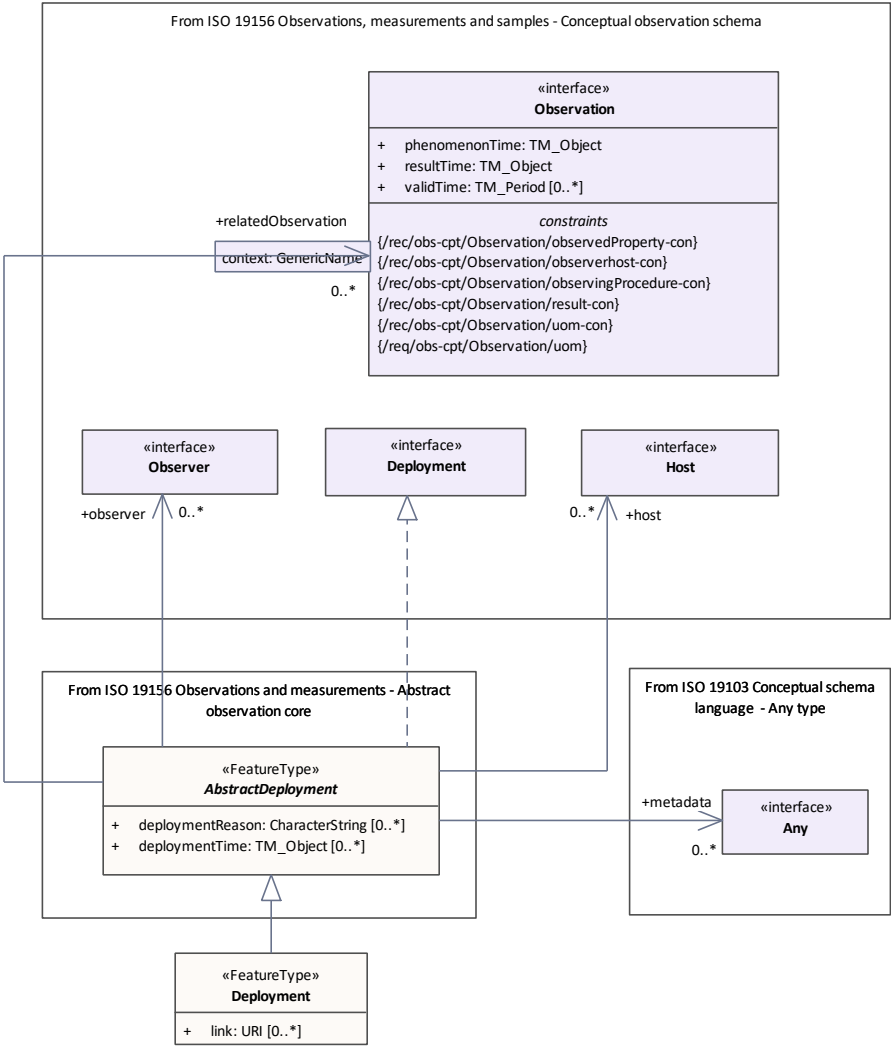 From ISO 19156 Observations, measurements and samples - Conceptual observation schema
«interface»
Observation
+ phenomenonTime: TM_Object
+ resultTime: TM_Object
+ validTime: TM_Period [0..*]
constraints
{/rec/obs-cpt/Observation/observedProperty-con}
{/rec/obs-cpt/Observation/observerhost-con}
{/rec/obs-cpt/Observation/observingProcedure-con}
{/rec/obs-cpt/Observation/result-con}
{/rec/obs-cpt/Observation/uom-con}
{/req/obs-cpt/Observation/uom}
+relatedObservation
context: GenericName
0..*
«interface»
Observer
«interface»
Deployment
«interface»
Host
+observer
0..*
0..*
+host
From ISO 19156 Observations and measurements - Abstract
observation core
«FeatureType»
AbstractDeployment
+ deploymentReason: CharacterString [0..*]
+ deploymentTime: TM_Object [0..*]
From ISO 19103 Conceptual schema
language - Any type
+metadata
0..*
«interface»
Any
«FeatureType»
Deployment
+ link: URI [0..*]